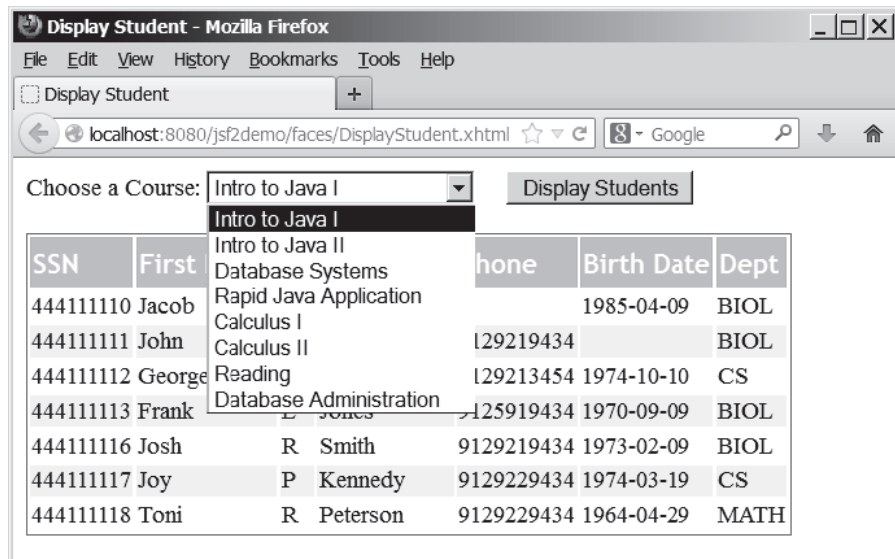 Display Student - Mozilla Firefox
File Edit View History Bookmarks Tools Help
Display Student +
localhost:8080/jsf2demo/faces/DisplayStudent.xhtml Google
Choose a Course: Intro to Java I Display Students
Intro to Java I
Intro to Java II
Database Systems
Rapid Java Application
Calculus I
Calculus II
Reading
Database Administration
SSN First hone Birth Date Dept
444111110 Jacob 1985-04-09 BIOL
444111111 John 129219434 BIOL
444111112 George 129213454 1974-10-10 CS
444111113 Frank 9125919434 1970-09-09 BIOL
444111116 Josh R Smith 9129219434 1973-02-09 BIOL
444111117 Joy P Kennedy 9129229434 1974-03-19 CS
444111118 Toni R Peterson 9129229434 1964-04-29 MATH